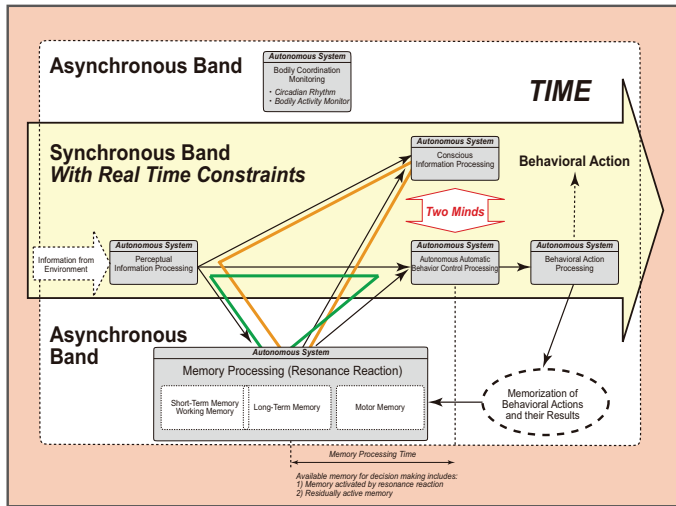 Asynchronous Band
Autonomous System
Bodily Coordination
Monitoring
• Circadian Rhythm
• Bodily Activity Monitor
TIME
Synchronous Band
With Real Time Constraints
Autonomous System
Conscious
Information Processing
Behavioral Action
Two Minds
Information from
Environment
Autonomous System
Perceptual
Information Processing
Autonomous System
Autonomous Automatic
Behavior Control Processing
Autonomous System
Behavioral Action
Processing
Asynchronous
Band
Autonomous System
Memory Processing (Resonance Reaction)
Short-Term Memory
Working Memory
Long-Term Memory
Motor Memory
Memorization of
Behavioral Actions
and their Results
Memory Processing Time
Available memory for decision making includes:
1) Memory activated by resonance reaction
2) Residually active memory